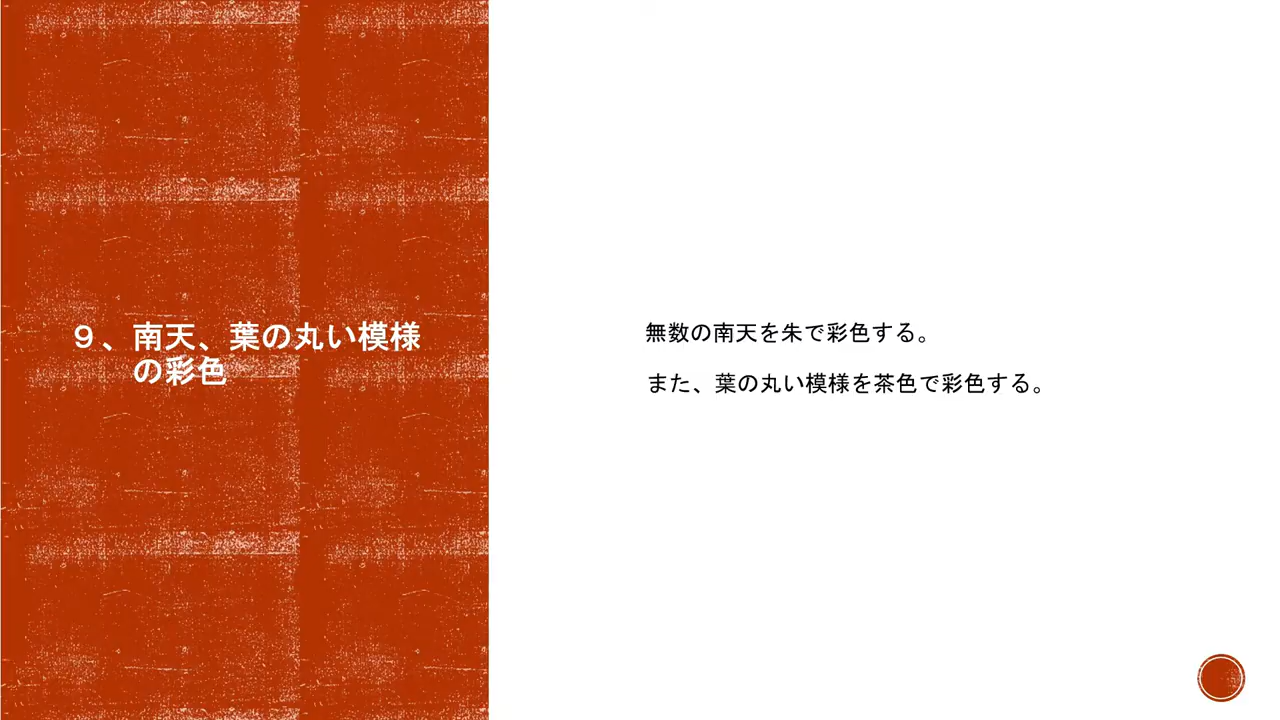 ９、南天、葉の丸い模様
の彩色
無数の南天を朱で彩色する。
また、葉の丸い模様を茶色で彩色する。